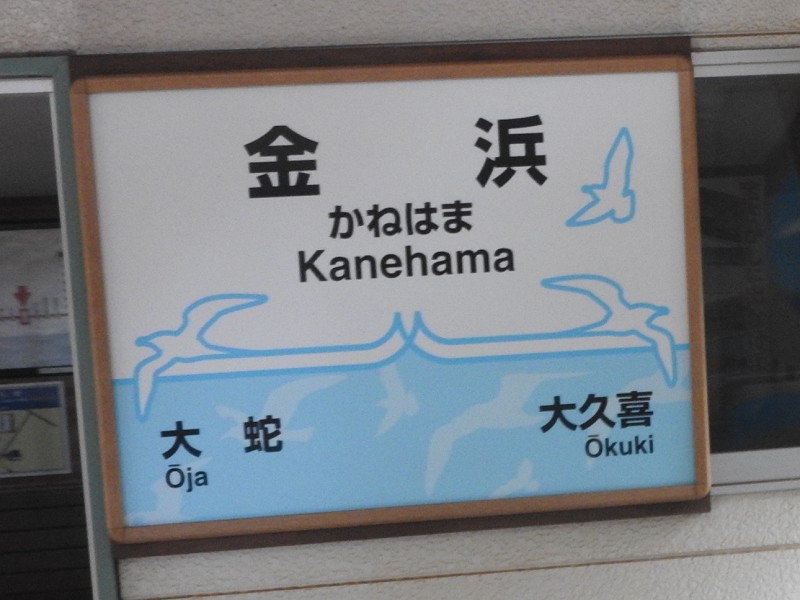 金 浜
かねはま
Kanehama
大 蛇
Ōja
大久喜
Ōkuki